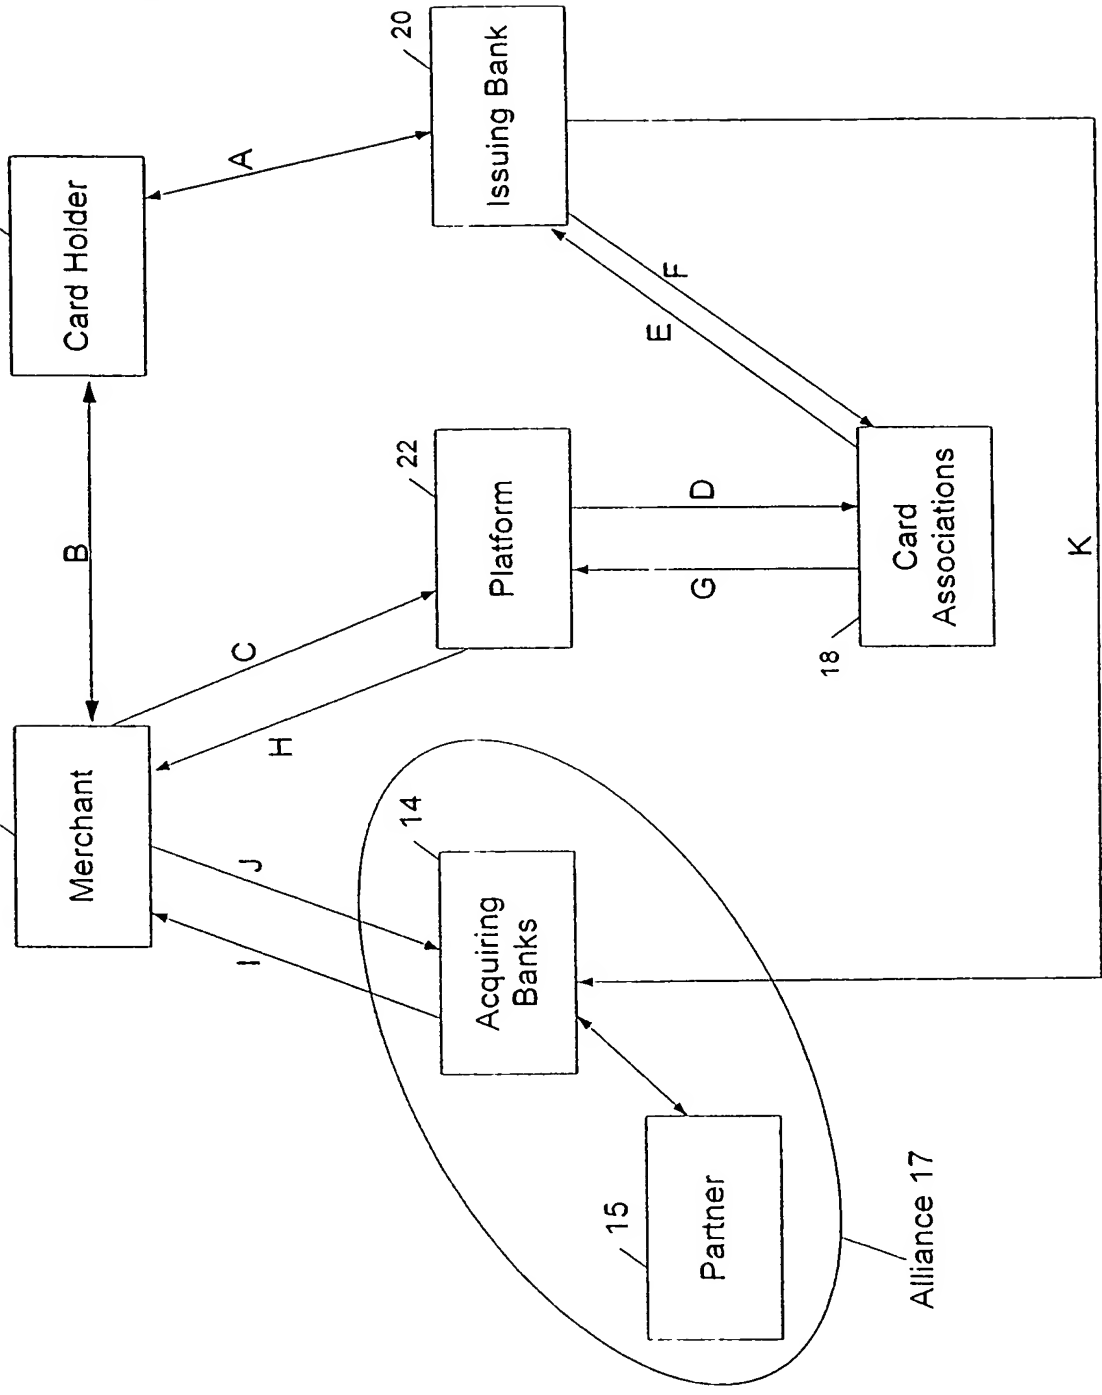 Merchant
B
Card Holder
I
J
H
C
A
14
Acquiring
Banks
22
Platform
20
Issuing Bank
15
Partner
G
D
E
F
18
Card
Associations
Alliance 17
K